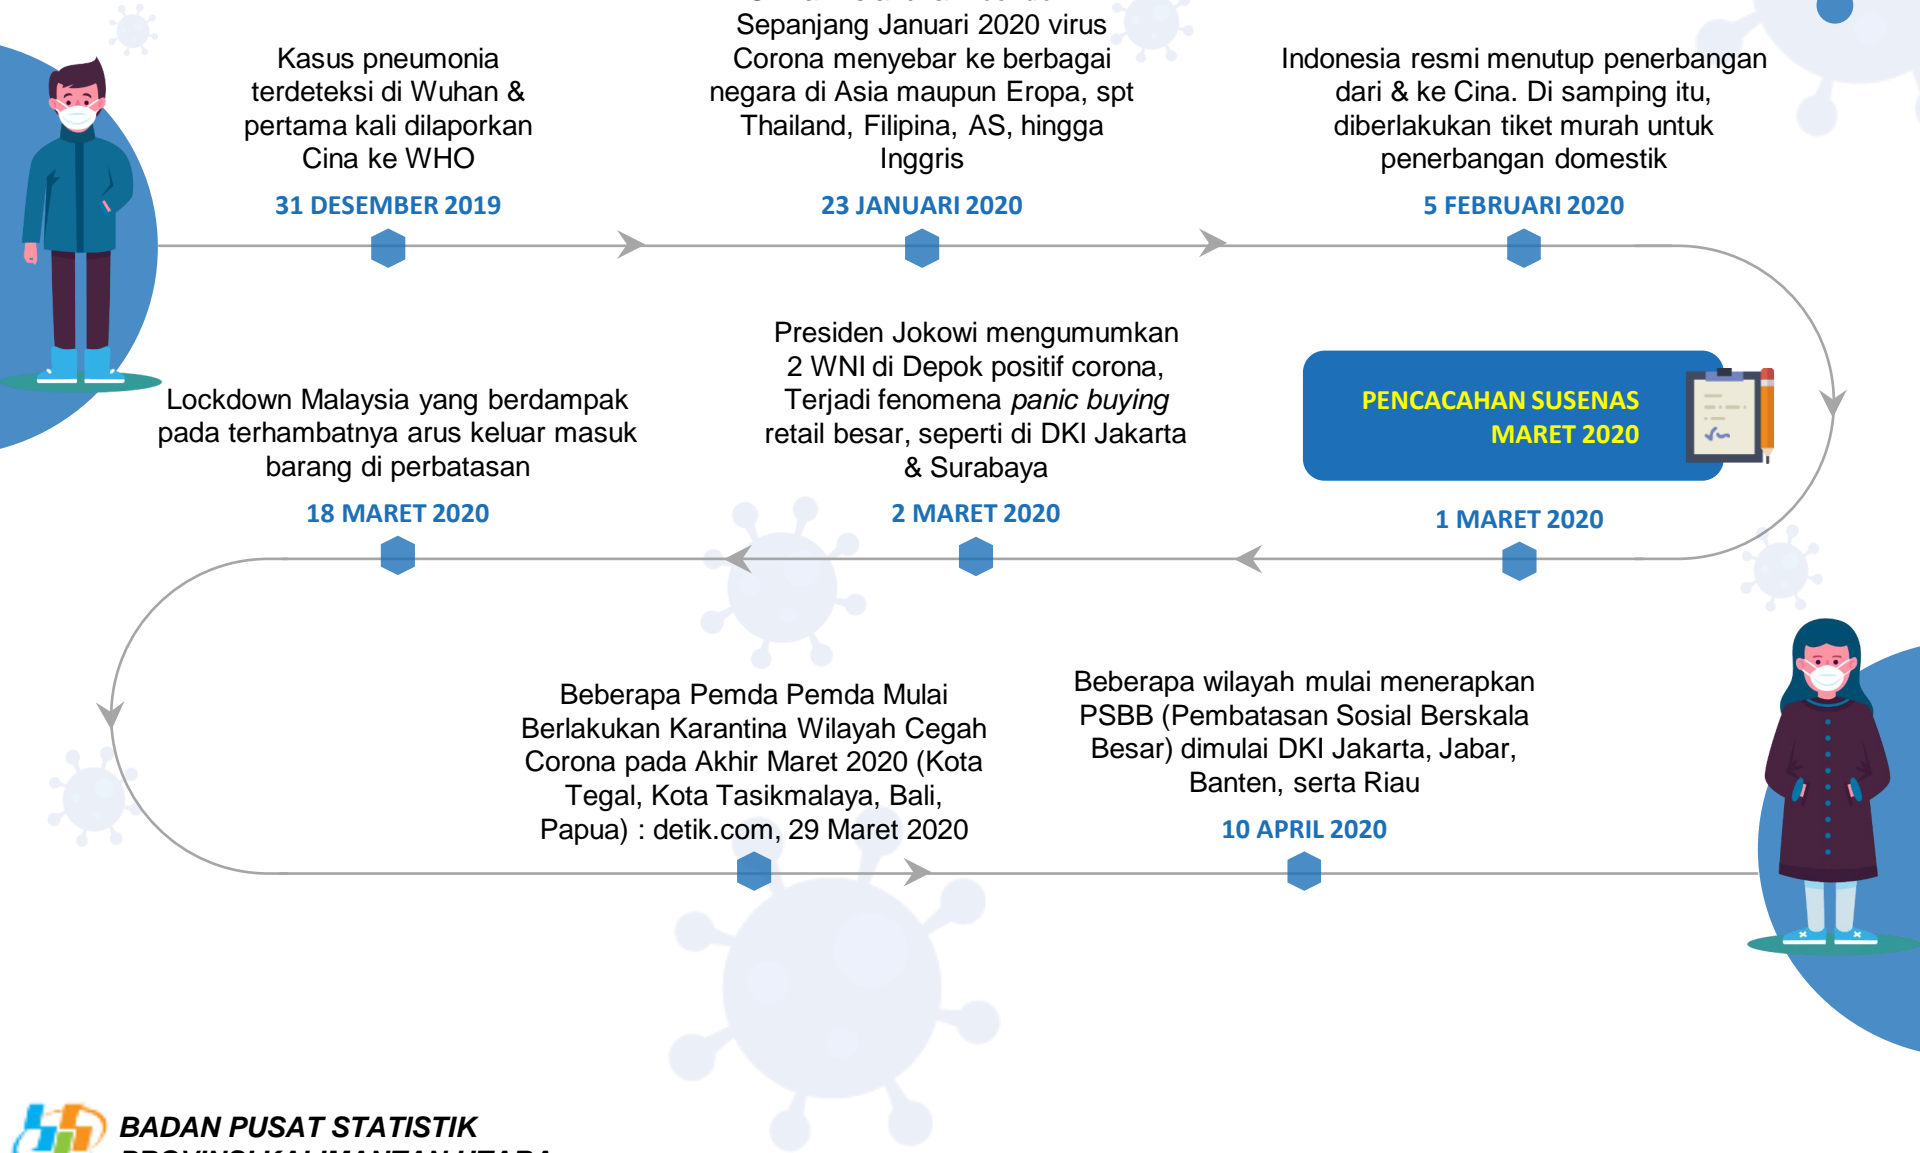 Kasus pneumonia
terdeteksi di Wuhan &
pertama kali dilaporkan
Cina ke WHO
31 DESEMBER 2019
Sepanjang Januari 2020 virus
Corona menyebar ke berbagai
negara di Asia maupun Eropa, spt
Thailand, Filipina, AS, hingga
Inggris
23 JANUARI 2020
Indonesia resmi menutup penerbangan
dari & ke Cina. Di samping itu,
diberlakukan tiket murah untuk
penerbangan domestik
5 FEBRUARI 2020
PENCACAHAN SUSENAS
MARET 2020
1 MARET 2020
Presiden Jokowi mengumumkan
2 WNI di Depok positif corona,
Terjadi fenomena panic buying
retail besar, seperti di DKI Jakarta
& Surabaya
2 MARET 2020
Lockdown Malaysia yang berdampak
pada terhambatnya arus keluar masuk
barang di perbatasan
18 MARET 2020
Beberapa Pemda Pemda Mulai
Berlakukan Karantina Wilayah Cegah
Corona pada Akhir Maret 2020 (Kota
Tegal, Kota Tasikmalaya, Bali,
Papua) : detik.com, 29 Maret 2020
Beberapa wilayah mulai menerapkan
PSBB (Pembatasan Sosial Berskala
Besar) dimulai DKI Jakarta, Jabar,
Banten, serta Riau
10 APRIL 2020
BADAN PUSAT STATISTIK
PROVINSI KALIMANTAN UTARA